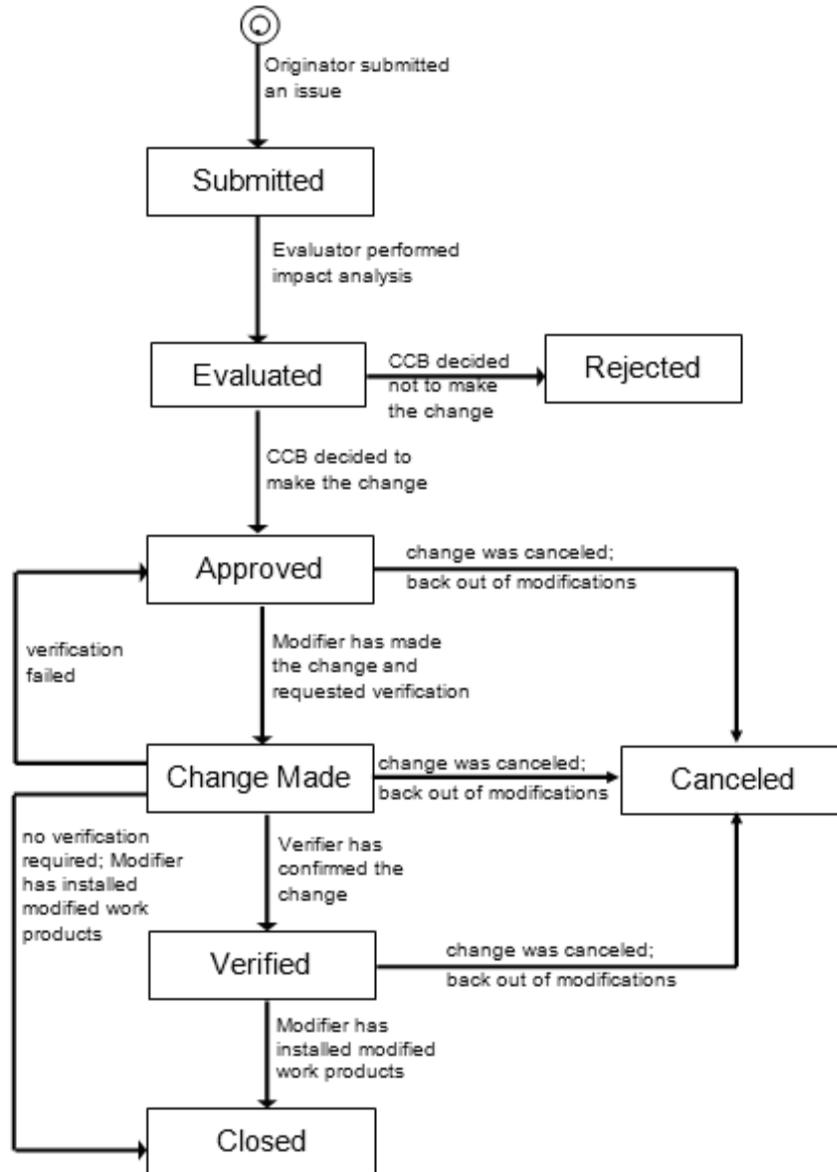 Originator submitted
an issue
Submitted
Evaluator performed
impact analysis
Evaluated
CCB decided
not to make
the change
Rejected
CCB decided to
make the change
Approved
change was canceled;
back out of modifications
verification
failed
Modifier has made
the change and
requested verification
Change Made
change was canceled;
back out of modifications
Canceled
no verification
required; Modifier
has installed
modified work
products
Verifier has
confirmed the
change
Verified
change was canceled;
back out of modifications
Modifier has
installed modified
work products
Closed